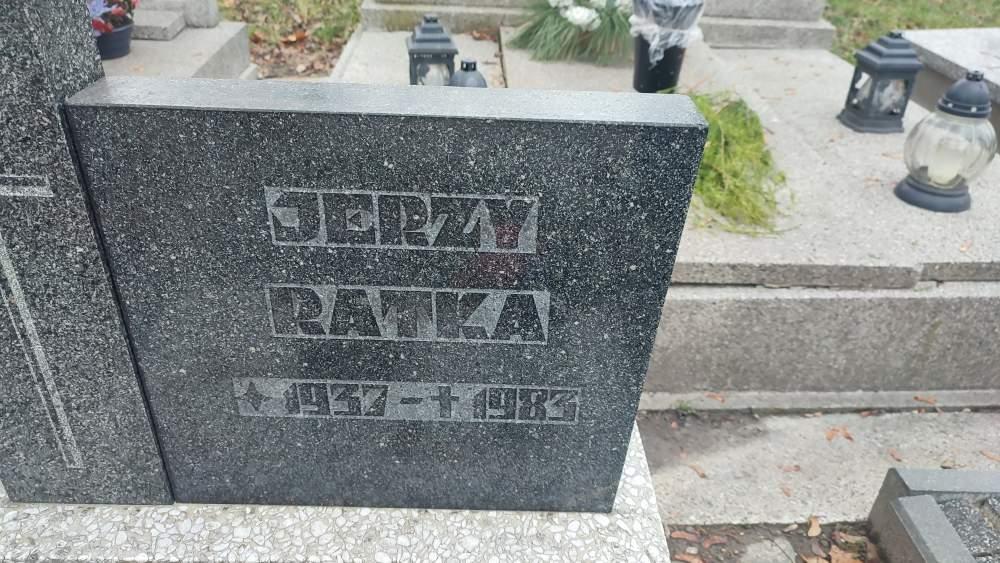 JERZY
RATKA
✦ 1937 - ✝ 1983